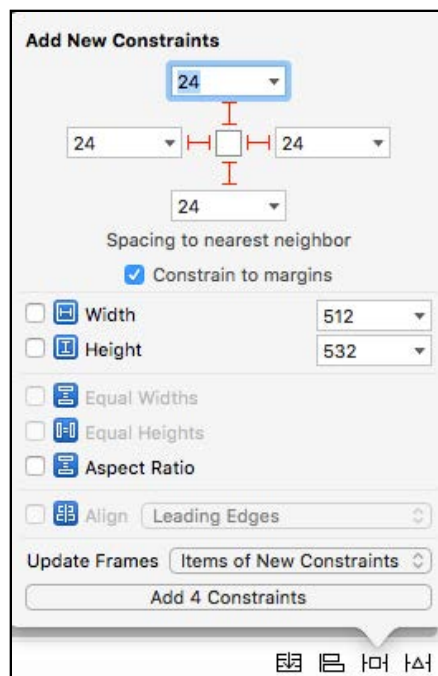 Add New Constraints
24
24 24
24
Spacing to nearest neighbor
Constrain to margins
Width 512
Height 532
Equal Widths
Equal Heights
Aspect Ratio
Align Leading Edges
Update Frames Items of New Constraints
Add 4 Constraints